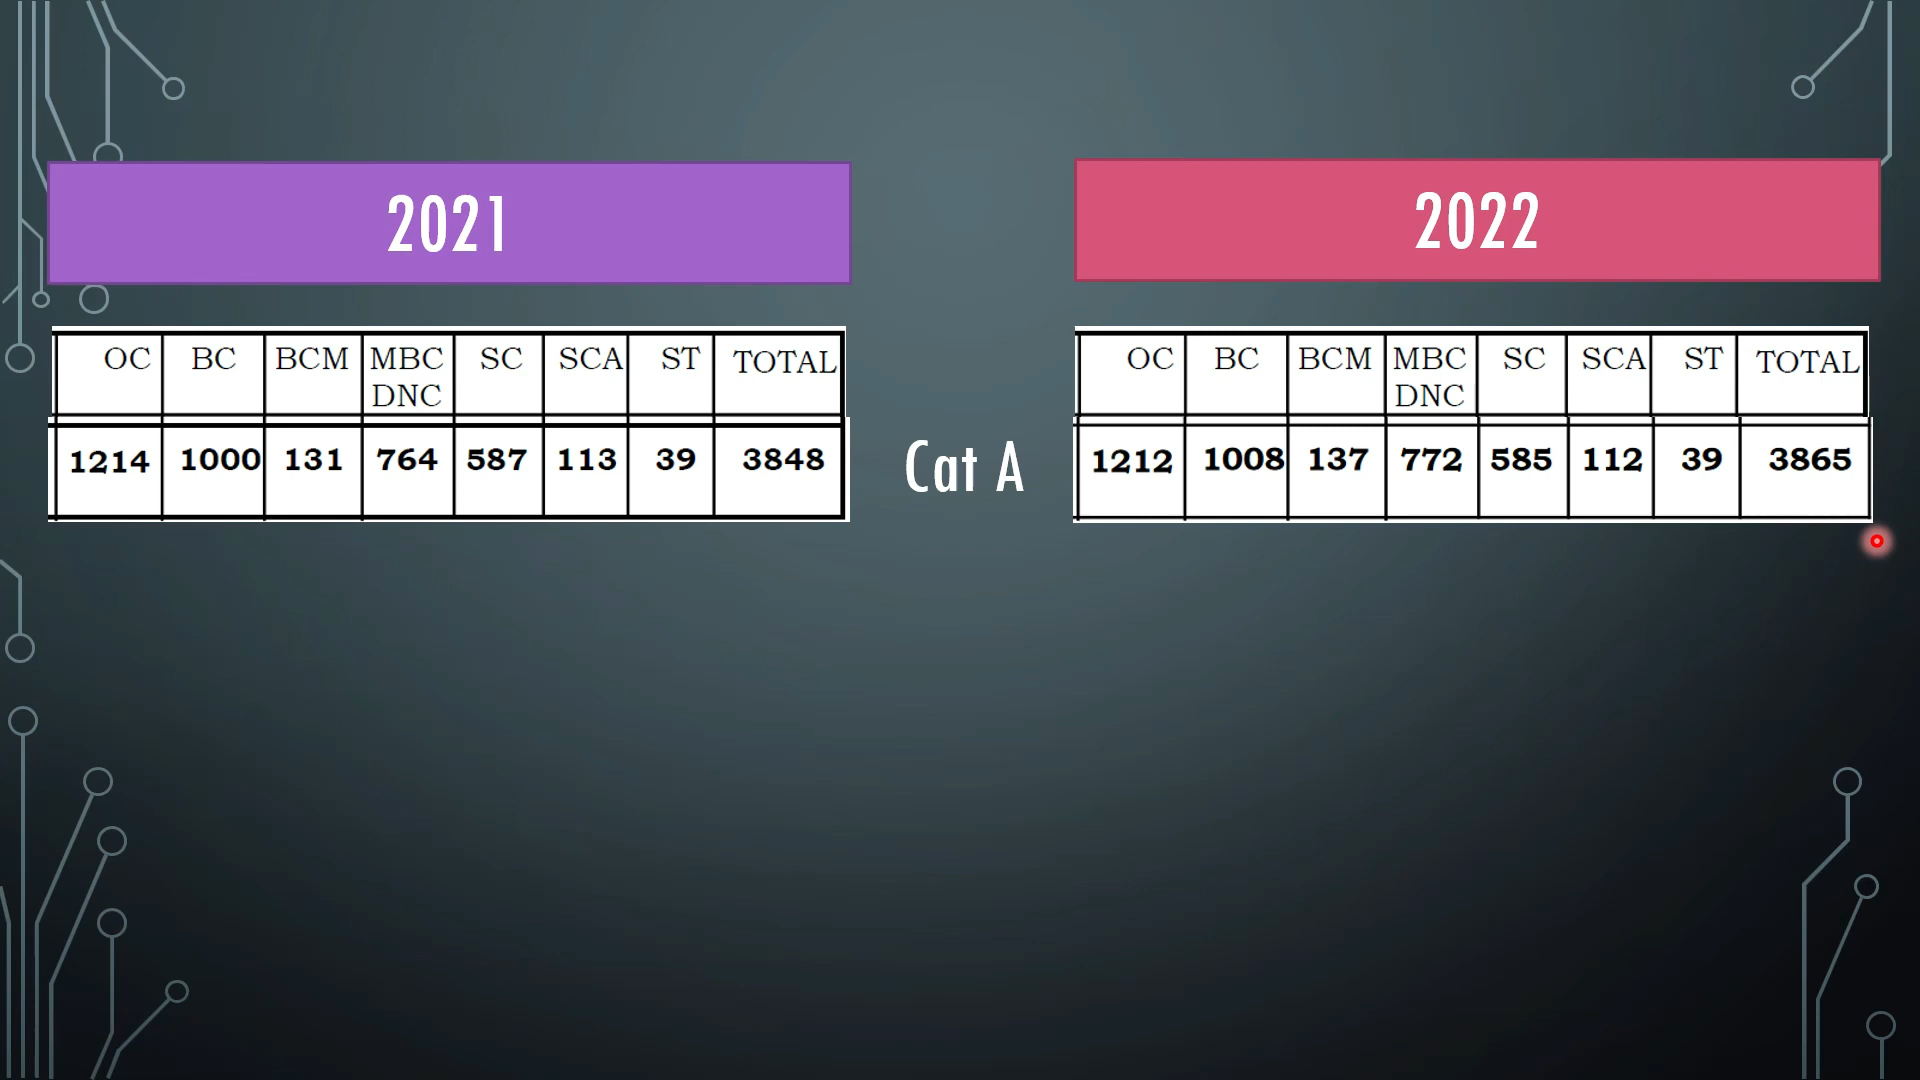 2021
OC BC BCM MBC DNC SC SCA ST TOTAL
1214 1000 131 764 587 113 39 3848
Cat A
2022
OC BC BCM MBC DNC SC SCA ST TOTAL
1212 1008 137 772 585 112 39 3865